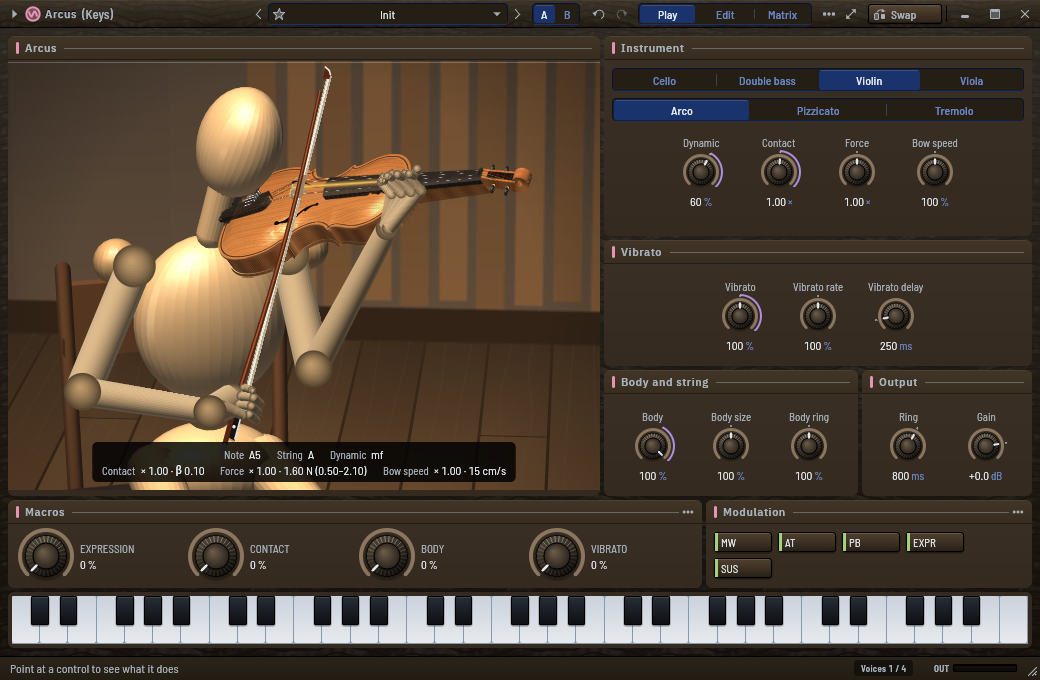 Arcus (Keys)
Init
A B
Play Edit Matrix
Swap
Arcus
Note A5 String A Dynamic mf
Contact × 1.00 · β 0.10 Force × 1.00 · 1.60 N (0.50–2.10) Bow speed × 1.00 · 15 cm/s
Instrument
Cello Double bass Violin Viola
Arco Pizzicato Tremolo
Dynamic Contact Force Bow speed
60 % 1.00 × 1.00 × 100 %
Vibrato
Vibrato Vibrato rate Vibrato delay
100 % 100 % 250 ms
Body and string
Body Body size Body ring
100 % 100 % 100 %
Output
Ring Gain
800 ms +0.0 dB
Macros
EXPRESSION
0 %
CONTACT
0 %
BODY
0 %
VIBRATO
0 %
Modulation
MW AT PB EXPR
SUS
Point at a control to see what it does
Voices 1 / 4 OUT